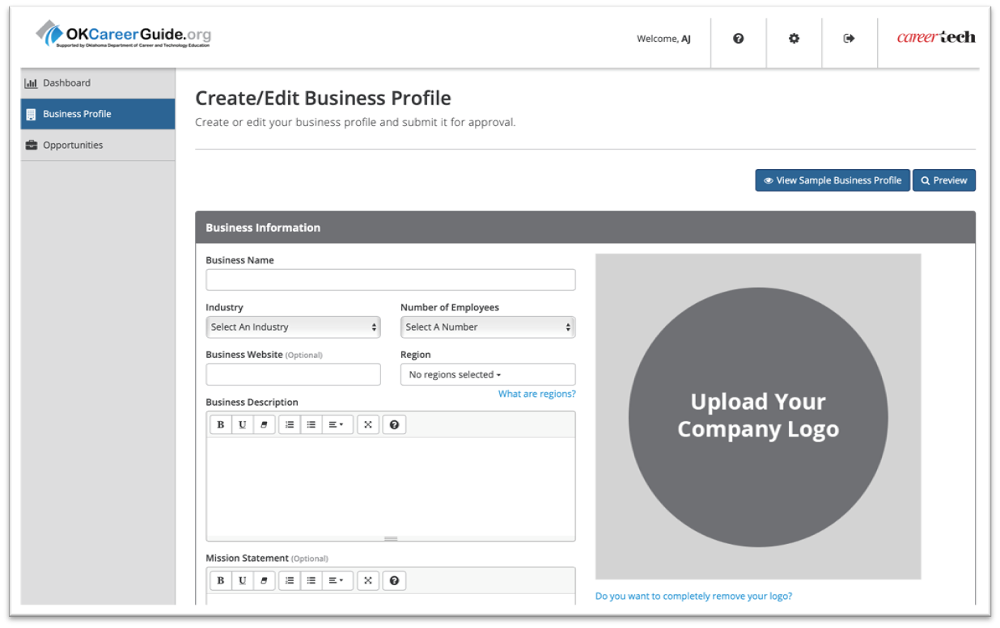 OKCareerGuide.org
Supported by Oklahoma Department of Career and Technology Education
Welcome, AJ
careertech
Dashboard
Business Profile
Opportunities
Create/Edit Business Profile
Create or edit your business profile and submit it for approval.
View Sample Business Profile
Preview
Business Information
Business Name
Industry
Number of Employees
Select An Industry
Select A Number
Business Website (Optional)
Region
No regions selected
What are regions?
Business Description
B U
Upload Your
Company Logo
Mission Statement (Optional)
B U
Do you want to completely remove your logo?